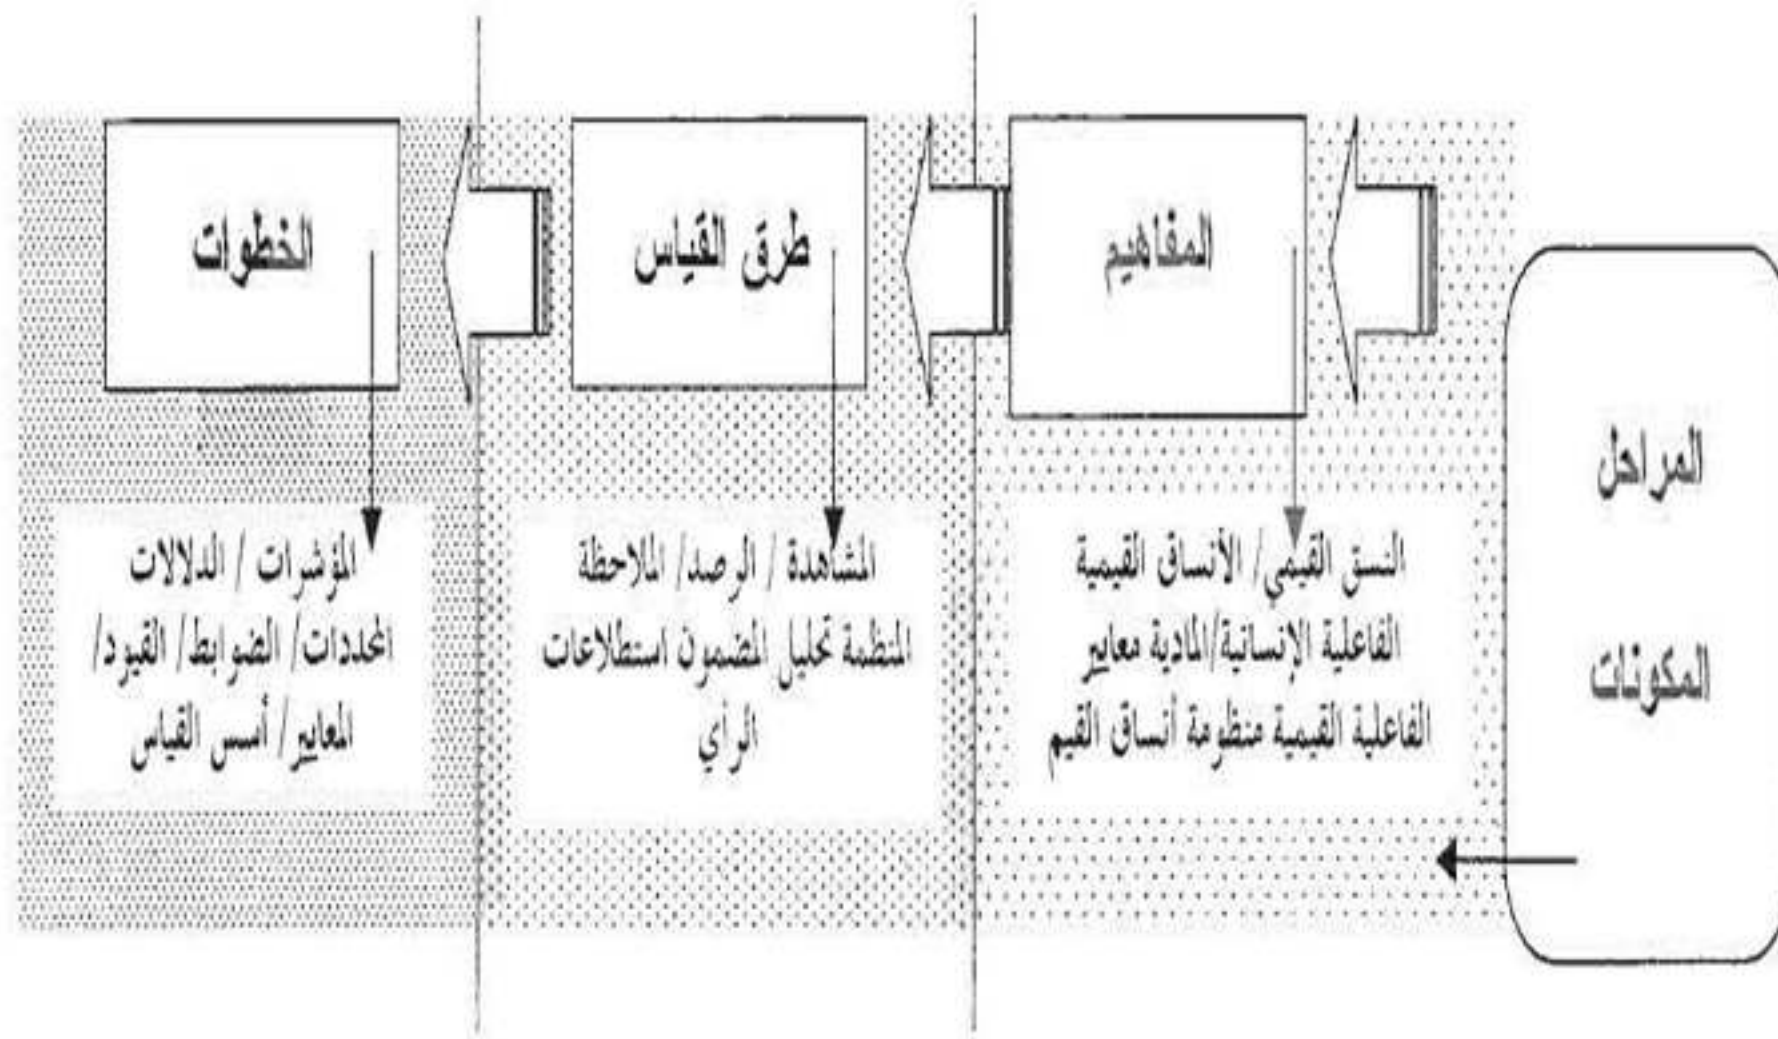 المراحل
المكونات
المفاهيم
النسق القيمي/ الأنساق القيمية
الفاعلية الإنسانية/المادية معايير
الفاعلية القيمية منظومة أنساق القيم
طرق القياس
المشاهدة / الرصد/ الملاحظة
المنظمة تحليل المضمون استطلاعات
الرأي
الخطوات
المؤشرات / الدلالات
المحددات/ الضوابط/ القيود/
المعايير/ أسس القياس